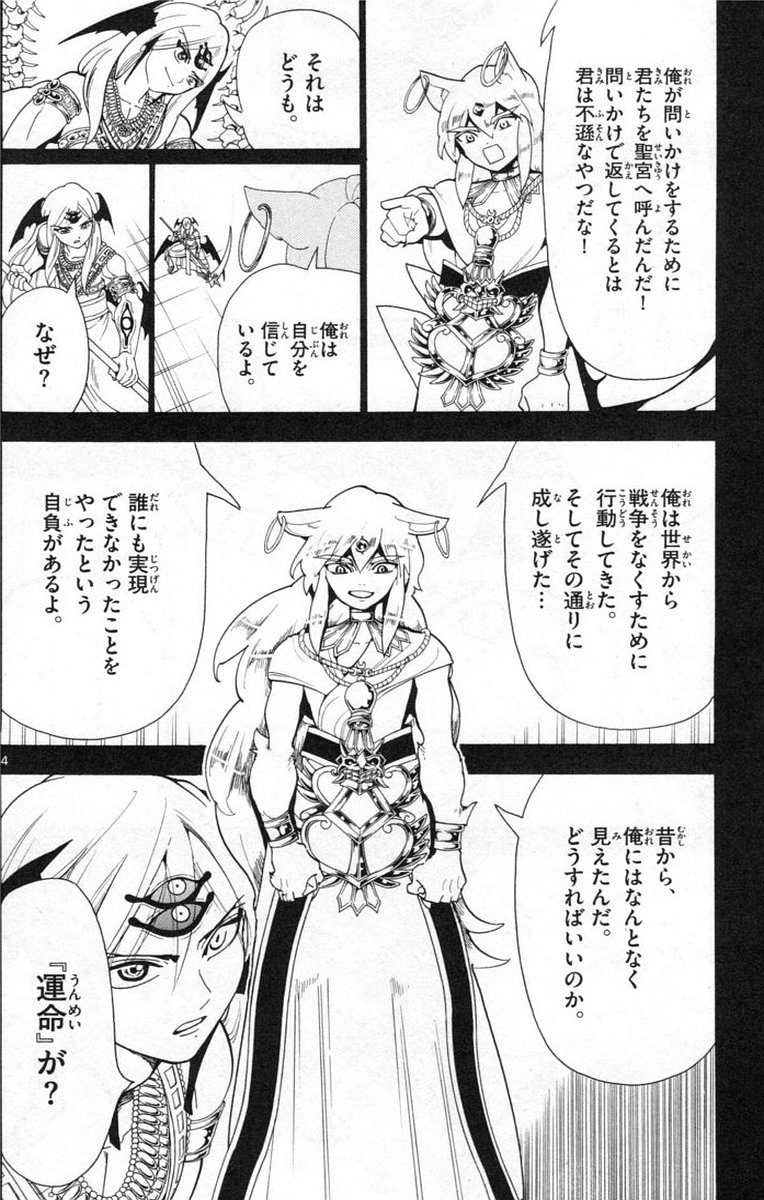 俺が問いかけをするために
君たちを聖宮へ呼んだんだ!
問いかけで返してくるとは
君は不遜なやつだな!
それは
どうも。
俺は
自分を
信じて
いるよ。
なぜ?
俺は世界から
戦争をなくすために
行動してきた。
そしてその通りに
成し遂げた…
誰にも実現
できなかったことを
やったという
自負があるよ。
昔から、
俺にはなんとなく
見えたんだ。
どうすればいいのか。
『運命』が?
4